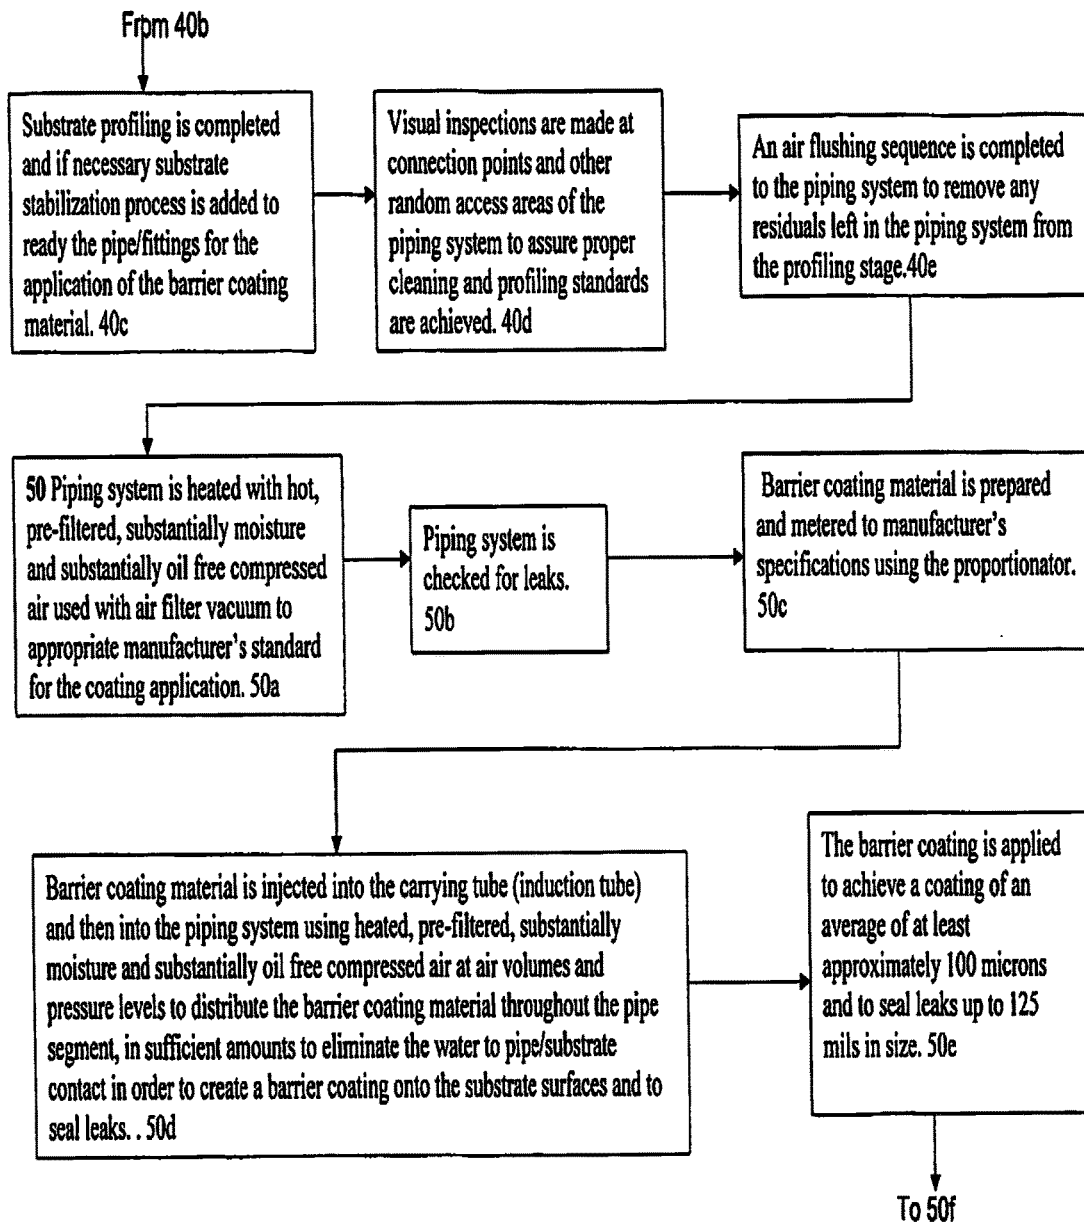 From 40b
Substrate profiling is completed
and if necessary substrate
stabilization process is added to
ready the pipe/fittings for the
application of the barrier coating
material. 40c
Visual inspections are made at
connection points and other
random access areas of the
piping system to assure proper
cleaning and profiling standards
are achieved. 40d
An air flushing sequence is completed
to the piping system to remove any
residuals left in the piping system from
the profiling stage.40e
50 Piping system is heated with hot,
pre-filtered, substantially moisture
and substantially oil free compressed
air used with air filter vacuum to
appropriate manufacturer's standard
for the coating application. 50a
Piping system is
checked for leaks.
50b
Barrier coating material is prepared
and metered to manufacturer's
specifications using the proportionator.
50c
Barrier coating material is injected into the carrying tube (induction tube)
and then into the piping system using heated, pre-filtered, substantially
moisture and substantially oil free compressed air at air volumes and
pressure levels to distribute the barrier coating material throughout the pipe
segment, in sufficient amounts to eliminate the water to pipe/substrate
contact in order to create a barrier coating onto the substrate surfaces and to
seal leaks. . 50d
The barrier coating is applied
to achieve a coating of an
average of at least
approximately 100 microns
and to seal leaks up to 125
mils in size. 50e
To 50f